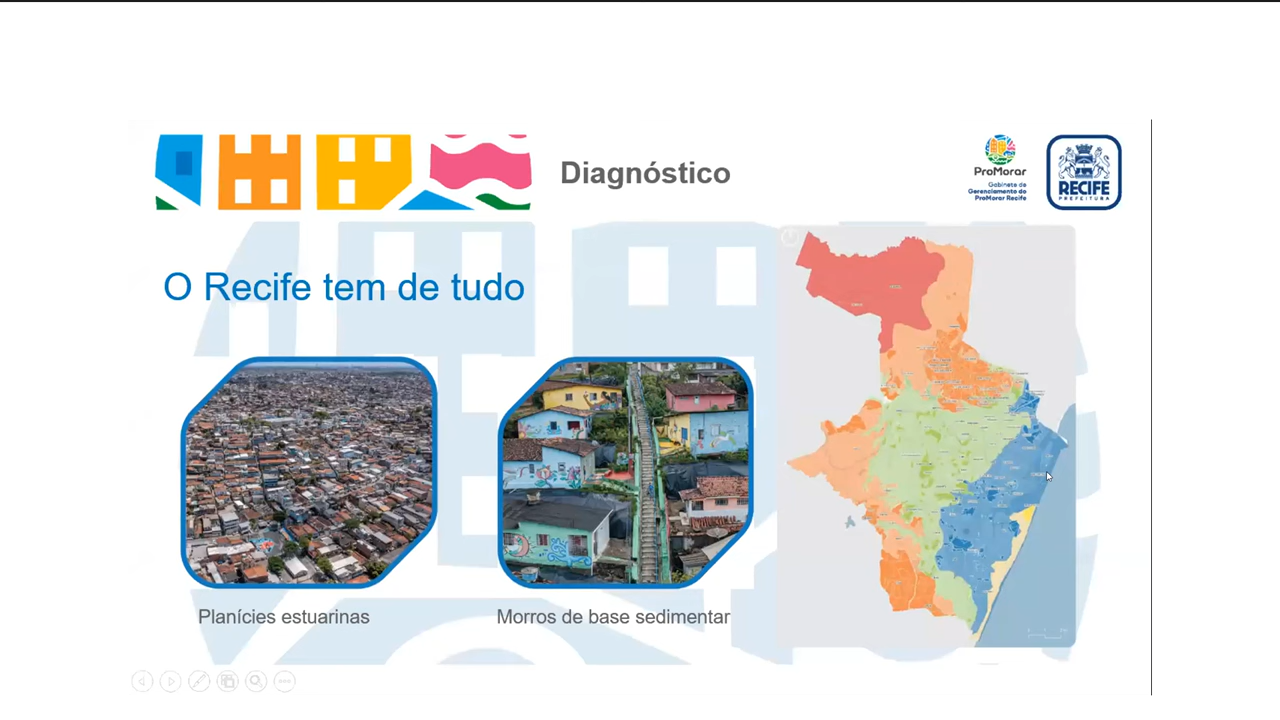 Diagnóstico
ProMorar
Gabinete de
Gerenciamento do
ProMorar Recife
RECIFE
PREFEITURA
O Recife tem de tudo
Planícies estuarinas
Morros de base sedimentar